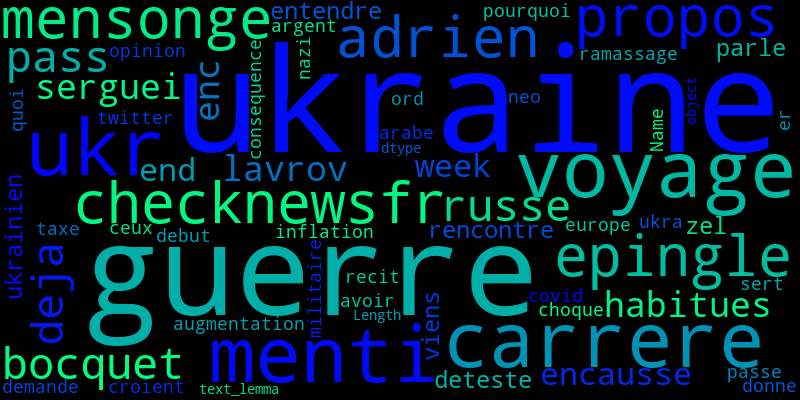 mensonge
entendre
argent
pourquoi
propos
pass
opinion
adrien
ramassage
parle
serguei
enc
consequence
nazi
ukraine
quoi
twitter
ord
neo
object
er
ukr
arabe
dtype
Name
end
lavrov
week
voyage
checknewsfr
russe
ukrainien
taxe
ceux
debut
inflation
rencontre
europe
ukra
zel
deja
guerre
militaire
recit
epingle
sert
avoir
Length
covid
choque
habitues
augmentation
viens
bocquet
menti
carrere
demande
croient
text_lemma
deteste
encausse
passe
donne